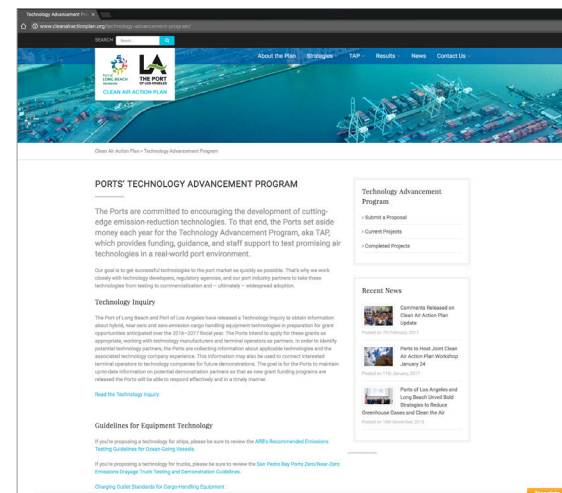 Technology Advancement Pro ×
www.cleanairactionplan.org/technology-advancement-program/
SEARCH Search...
About the Plan Strategies TAP Results News Contact Us
Port of
LONG BEACH
THE PORT
OF LOS ANGELES
CLEAN AIR ACTION PLAN
Clean Air Action Plan > Technology Advancement Program
PORTS' TECHNOLOGY ADVANCEMENT PROGRAM
The Ports are committed to encouraging the development of cutting-
edge emission-reduction technologies. To that end, the Ports set aside
money each year for the Technology Advancement Program, aka TAP,
which provides funding, guidance, and staff support to test promising air
technologies in a real-world port environment.
Our goal is to get successful technologies to the port market as quickly as possible. That's why we work
closely with technology developers, regulatory agencies, and our port industry partners to take these
technologies from testing to commercialization and – ultimately – widespread adoption.
Technology Inquiry
The Port of Long Beach and Port of Los Angeles have released a Technology Inquiry to obtain information
about hybrid, near zero and zero-emission cargo handling equipment technologies in preparation for grant
opportunities anticipated over the 2016–2017 fiscal year. The Ports intend to apply for these grants as
appropriate, working with technology manufacturers and terminal operators as partners. In order to identify
potential technology partners, the Ports are collecting information about applicable technologies and the
associated technology company experience. This information may also be used to connect interested
terminal operators to technology companies for future demonstrations. The goal is for the Ports to maintain
up-to-date information on potential demonstration partners so that as new grant funding programs are
released the Ports will be able to respond effectively and in a timely manner.
Read the Technology Inquiry
Guidelines for Equipment Technology
If you're proposing a technology for ships, please be sure to review the ARB's Recommended Emissions
Testing Guidelines for Ocean-Going Vessels.
If you're proposing a technology for trucks, please be sure to review the San Pedro Bay Ports Zero/Near-Zero
Emissions Drayage Truck Testing and Demonstration Guidelines.
Charging Outlet Standards for Cargo-Handling Equipment
Technology Advancement
Program
› Submit a Proposal
› Current Projects
› Completed Projects
Recent News
Comments Released on
Clean Air Action Plan
Update
Posted on 7th February, 2017
Ports to Host Joint Clean
Air Action Plan Workshop
January 24
Posted on 11th January, 2017
Ports of Los Angeles and
Long Beach Unveil Bold
Strategies to Reduce
Greenhouse Gases and Clean the Air